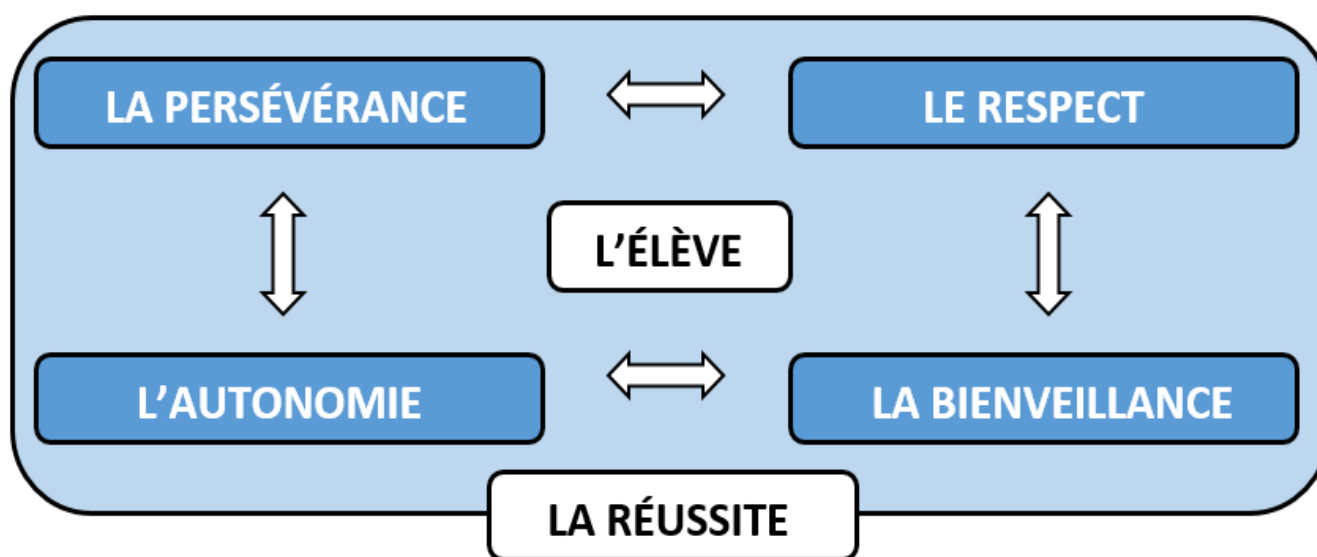 LA PERSÉVÉRANCE
LE RESPECT
L’ÉLÈVE
L’AUTONOMIE
LA BIENVEILLANCE
LA RÉUSSITE